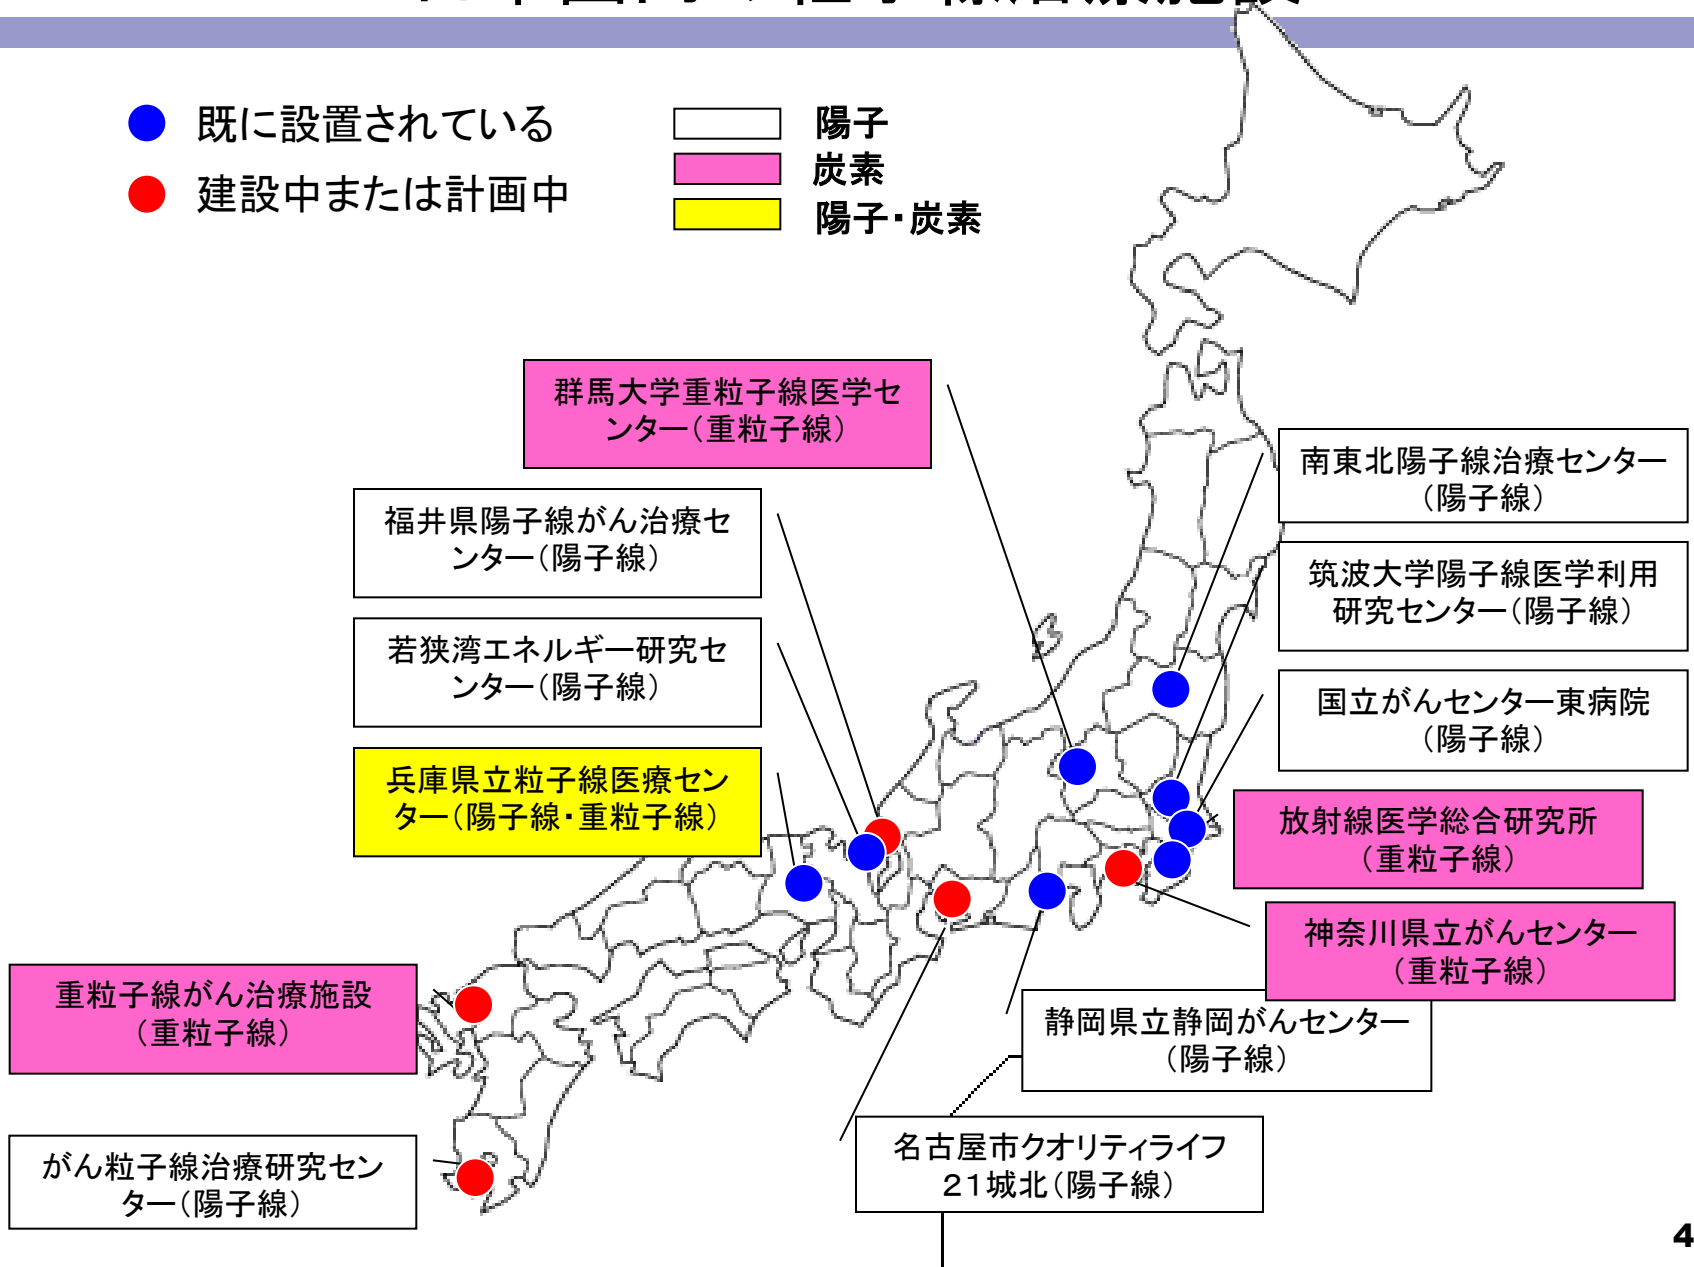 既に設置されている
建設中または計画中
陽子
炭素
陽子・炭素
群馬大学重粒子線医学セ
ンター（重粒子線）
福井県陽子線がん治療セ
ンター（陽子線）
若狭湾エネルギー研究セ
ンター（陽子線）
兵庫県立粒子線医療セン
ター（陽子線・重粒子線）
重粒子線がん治療施設
（重粒子線）
がん粒子線治療研究セン
ター（陽子線）
南東北陽子線治療センター
（陽子線）
筑波大学陽子線医学利用
研究センター（陽子線）
国立がんセンター東病院
（陽子線）
放射線医学総合研究所
（重粒子線）
神奈川県立がんセンター
（重粒子線）
静岡県立静岡がんセンター
（陽子線）
名古屋市クオリティライフ
２１城北（陽子線）
4